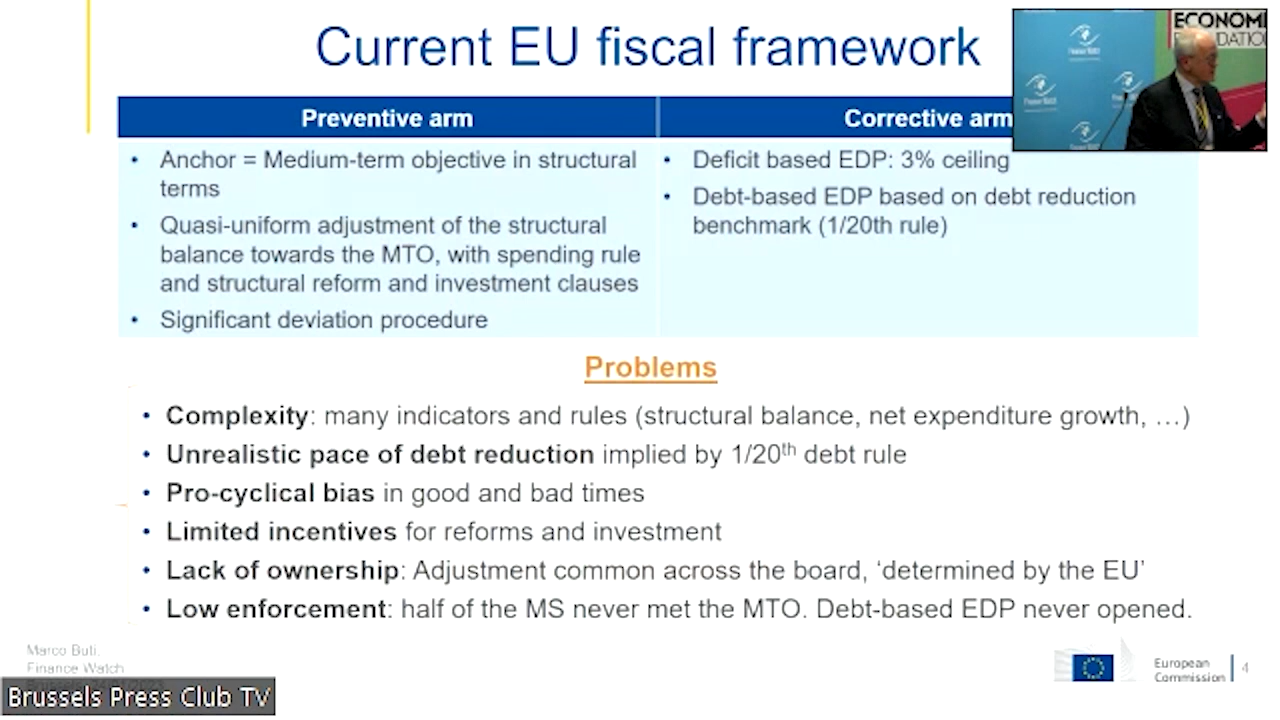 Current EU fiscal framework
ECONOMI
Finance Watch
Preventive arm
Corrective arm
• Anchor = Medium-term objective in structural
terms
• Quasi-uniform adjustment of the structural
balance towards the MTO, with spending rule
and structural reform and investment clauses
• Significant deviation procedure
• Deficit based EDP: 3% ceiling
• Debt-based EDP based on debt reduction
benchmark (1/20th rule)
Problems
• Complexity: many indicators and rules (structural balance, net expenditure growth, …)
• Unrealistic pace of debt reduction implied by 1/20th debt rule
• Pro-cyclical bias in good and bad times
• Limited incentives for reforms and investment
• Lack of ownership: Adjustment common across the board, ‘determined by the EU’
• Low enforcement: half of the MS never met the MTO. Debt-based EDP never opened.
Marco Buti,
Finance Watch
Brussels Press Club TV
European
Commission
4